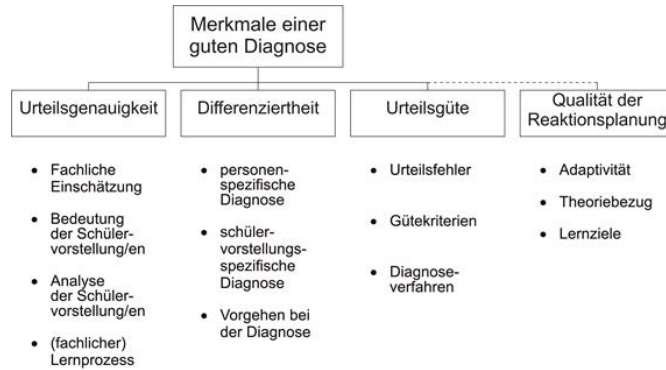 Merkmale einer
guten Diagnose
Urteilsgenauigkeit
• Fachliche
Einschätzung
• Bedeutung
der Schüler-
vorstellung/en
• Analyse
der Schüler-
vorstellung/en
• (fachlicher)
Lernprozess
Differenziertheit
• personen-
spezifische
Diagnose
• schüler-
vorstellungs-
spezifische
Diagnose
• Vorgehen bei
der Diagnose
Urteilsgüte
• Urteilsfehler
• Gütekriterien
• Diagnose-
verfahren
Qualität der
Reaktionsplanung
• Adaptivität
• Theoriebezug
• Lernziele